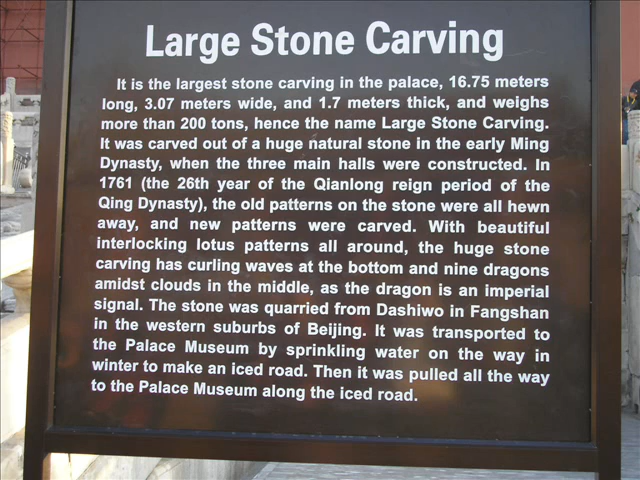 Large Stone Carving
It is the largest stone carving in the palace, 16.75 meters
long, 3.07 meters wide, and 1.7 meters thick, and weighs
more than 200 tons, hence the name Large Stone Carving.
It was carved out of a huge natural stone in the early Ming
Dynasty, when the three main halls were constructed. In
1761 (the 26th year of the Qianlong reign period of the
Qing Dynasty), the old patterns on the stone were all hewn
away, and new patterns were carved. With beautiful
interlocking lotus patterns all around, the huge stone
carving has curling waves at the bottom and nine dragons
amidst clouds in the middle, as the dragon is an imperial
signal. The stone was quarried from Dashiwo in Fangshan
in the western suburbs of Beijing. It was transported to
the Palace Museum by sprinkling water on the way in
winter to make an iced road. Then it was pulled all the way
to the Palace Museum along the iced road.